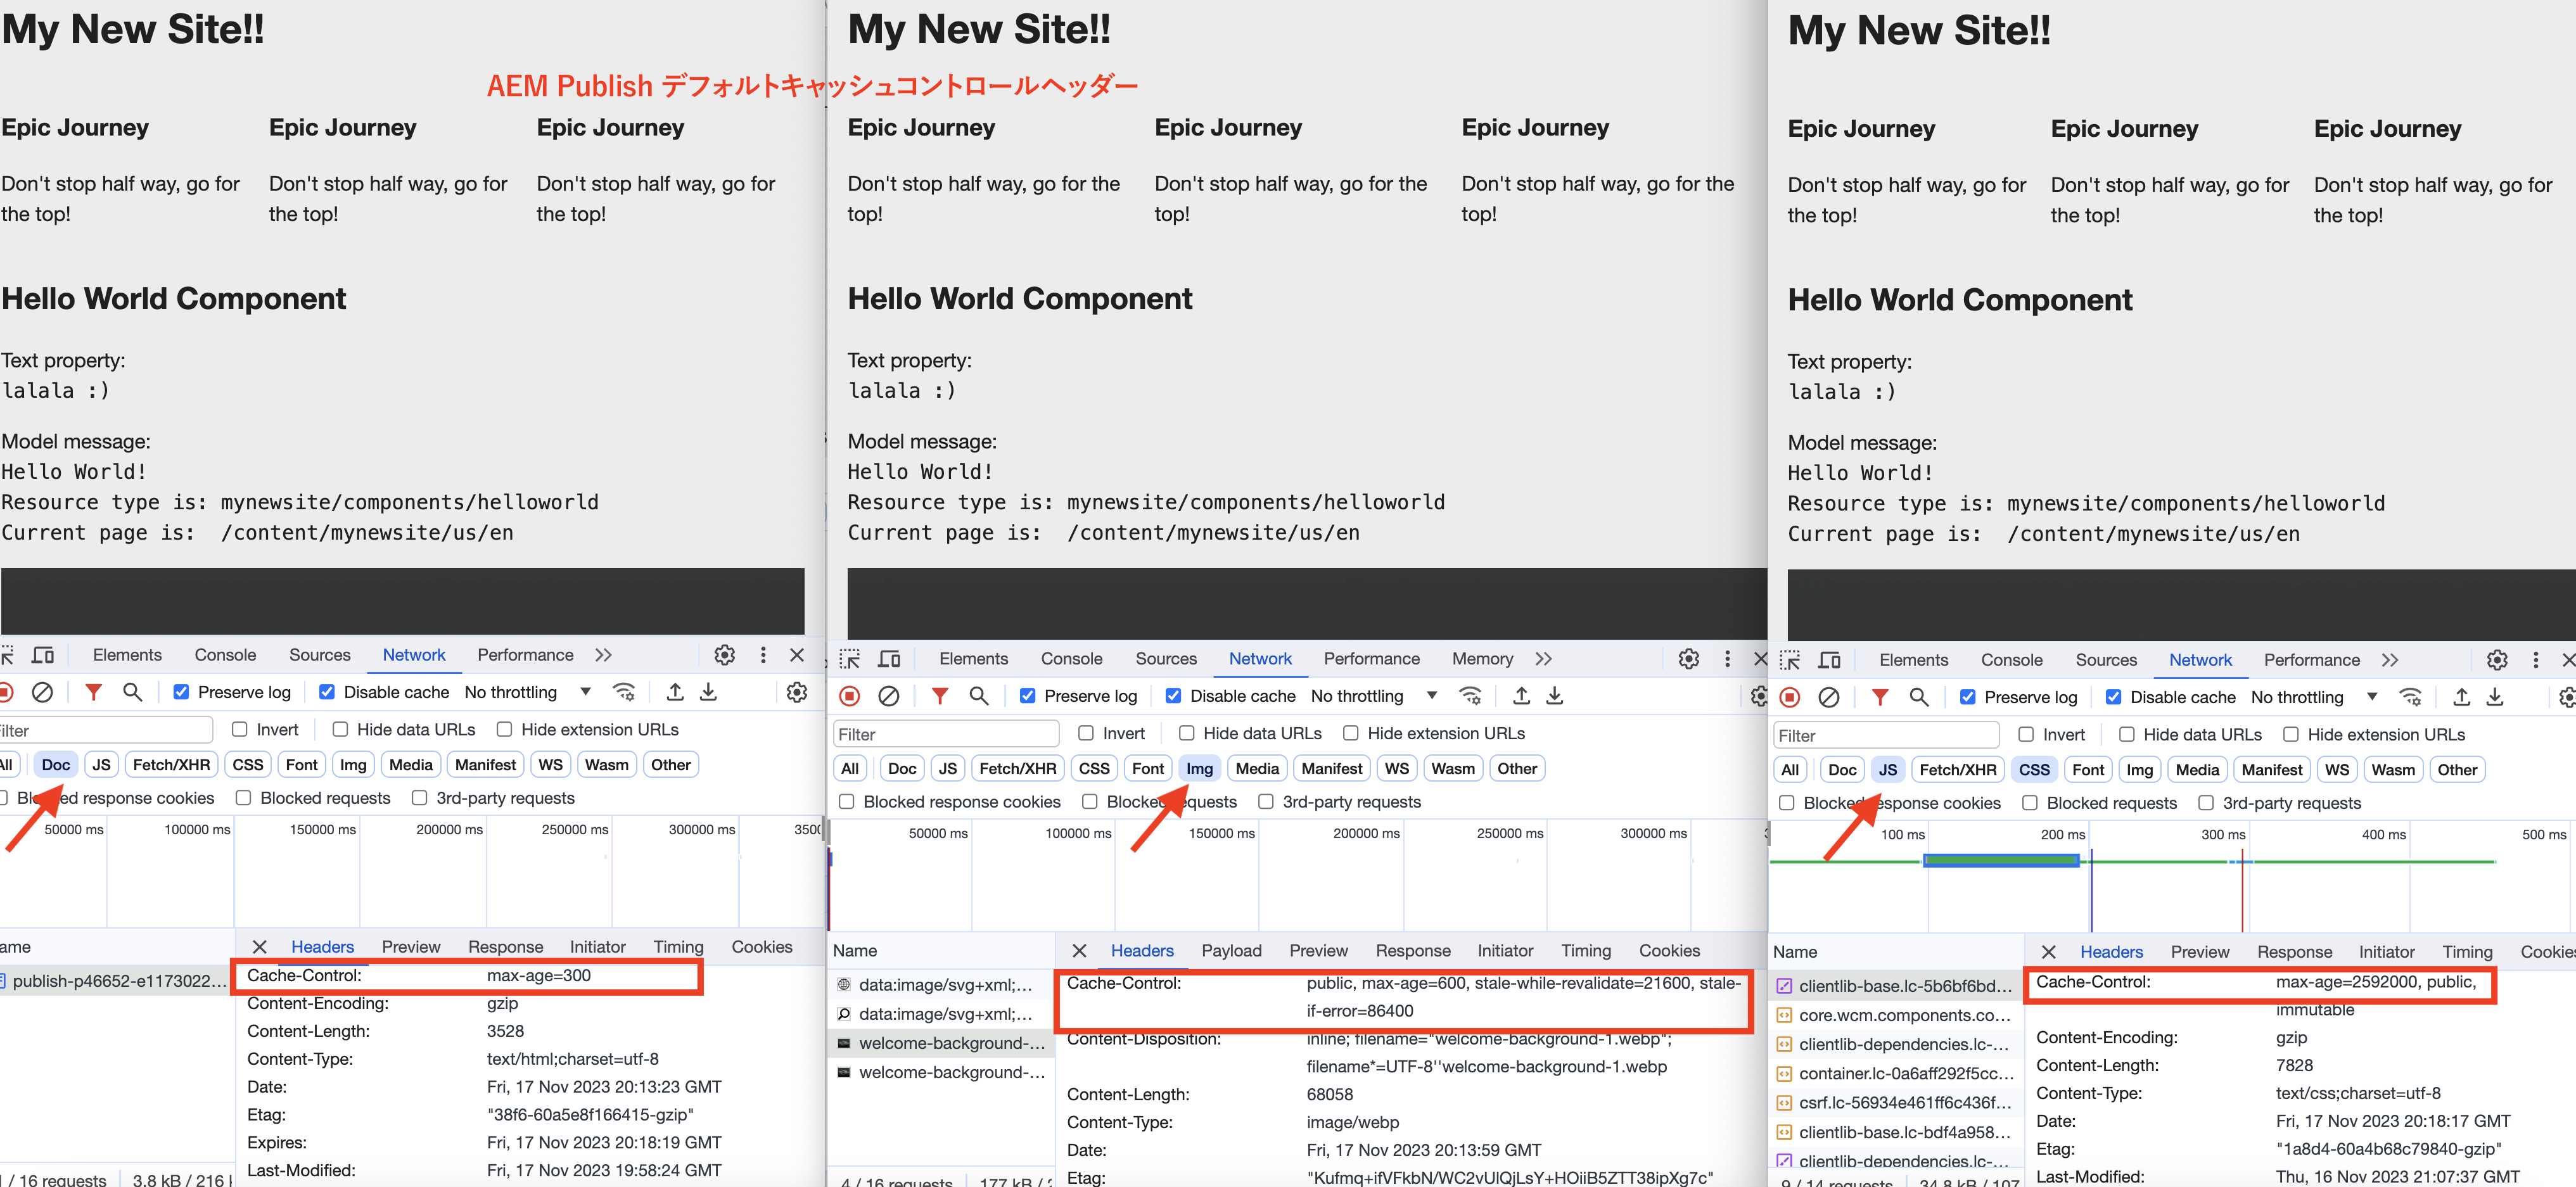 AEM Publish デフォルトキャッシュコントロールヘッダー
My New Site!!
Epic Journey
Epic Journey
Epic Journey
Don't stop half way, go for
the top!
Don't stop half way, go for
the top!
Don't stop half way, go for
the top!
Hello World Component
Text property:
lalala :)
Model message:
Hello World!
Resource type is: mynewsite/components/helloworld
Current page is: /content/mynewsite/us/en
Elements Console Sources Network Performance
Preserve log Disable cache No throttling
Invert Hide data URLs Hide extension URLs
Doc JS Fetch/XHR CSS Font Img Media Manifest WS Wasm Other
response cookies Blocked requests 3rd-party requests
50000 ms 100000 ms 150000 ms 200000 ms 250000 ms 300000 ms
Headers Preview Response Initiator Timing Cookies
publish-p46652-e1173022...
Cache-Control: max-age=300
Content-Encoding: gzip
Content-Length: 3528
Content-Type: text/html;charset=utf-8
Date: Fri, 17 Nov 2023 20:13:23 GMT
Etag: "38f6-60a5e8f166415-gzip"
Expires: Fri, 17 Nov 2023 20:18:19 GMT
Last-Modified: Fri, 17 Nov 2023 19:58:24 GMT
/ 16 requests 3.8 kB / 216
My New Site!!
Epic Journey
Epic Journey
Epic Journey
Don't stop half way, go for the
top!
Don't stop half way, go for the
top!
Don't stop half way, go for the
top!
Hello World Component
Text property:
lalala :)
Model message:
Hello World!
Resource type is: mynewsite/components/helloworld
Current page is: /content/mynewsite/us/en
Elements Console Sources Network Performance Memory
Preserve log Disable cache No throttling
Filter Invert Hide data URLs Hide extension URLs
All Doc JS Fetch/XHR CSS Font Img Media Manifest WS Wasm Other
Blocked response cookies Blocked requests 3rd-party requests
50000 ms 100000 ms 150000 ms 200000 ms 250000 ms 300000 ms
Name Headers Payload Preview Response Initiator Timing Cookies
data:image/svg+xml;...
data:image/svg+xml;...
welcome-background-...
welcome-background-...
Cache-Control: public, max-age=600, stale-while-revalidate=21600, stale-
if-error=86400
Content-Disposition: inline; filename="welcome-background-1.webp";
filename*=UTF-8''welcome-background-1.webp
Content-Length: 68058
Content-Type: image/webp
Date: Fri, 17 Nov 2023 20:13:59 GMT
Etag:
4 / 16 requests 177 kB /
My New Site!!
Epic Journey
Epic Journey
Epic Journey
Don't stop half way, go for
the top!
Don't stop half way, go for
the top!
Don't stop half way, go for
the top!
Hello World Component
Text property:
lalala :)
Model message:
Hello World!
Resource type is: mynewsite/components/helloworld
Current page is: /content/mynewsite/us/en
Elements Console Sources Network Performance
Preserve log Disable cache No throttling
Filter Invert Hide data URLs Hide extension URLs
All Doc JS Fetch/XHR CSS Font Img Media Manifest WS Wasm Other
Blocked response cookies Blocked requests 3rd-party requests
100 ms 200 ms 300 ms 400 ms 500 ms
Name Headers Preview Response Initiator Timing
clientlib-base.lc-5b6bf6bd...
core.wcm.components.co...
clientlib-dependencies.lc-...
container.lc-0a6aff292f5cc...
csrf.lc-56934e461ff6c436f...
clientlib-base.lc-bdf4a958...
clientlib-dependencies.lc-...
Cache-Control: max-age=2592000, public,
immutable
Content-Encoding: gzip
Content-Length: 7828
Content-Type: text/css;charset=utf-8
Date: Fri, 17 Nov 2023 20:18:17 GMT
Etag: "1a8d4-60a4b68c79840-gzip"
Last-Modified: Thu, 16 Nov 2023 21:07:37 GMT
9 / 14 requests 34.8 kB / 107